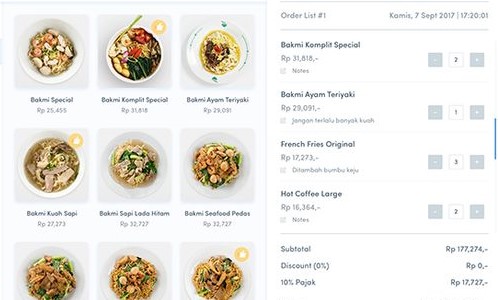 Bakmi Special
Rp 25,455
Bakmi Komplit Special
Rp 31,818
Bakmi Ayam Teriyaki
Rp 29,091
Bakmi Kuah Sapi
Rp 27,273
Bakmi Sapi Lada Hitam
Rp 32,727
Bakmi Seafood Pedas
Rp 32,727
Order List #1
Kamis, 7 Sept 2017 | 17:20:01
Bakmi Komplit Special
Rp 31,818,-
Notes
- 2 -
Bakmi Ayam Teriyaki
Rp 29,091,-
Jangan terlalu banyak kuah
- 1 -
French Fries Original
Rp 17,273,-
Ditambah bumbu keju
- 3 -
Hot Coffee Large
Rp 16,364,-
Notes
- 2 -
Subtotal
Rp 177,274,-
Discount (0%)
Rp 0,-
10% Pajak
Rp 17,727,-